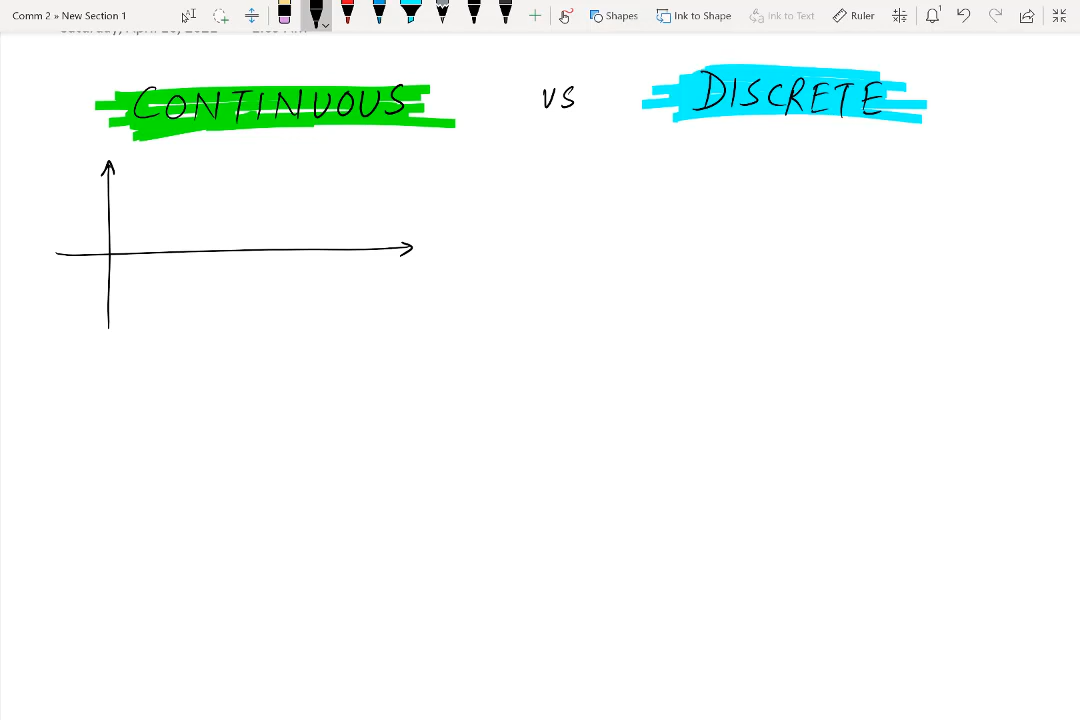 Comm 2 » New Section 1
Shapes
Ink to Shape
Ink to Text
Ruler
CONTINUOUS vs DISCRETE